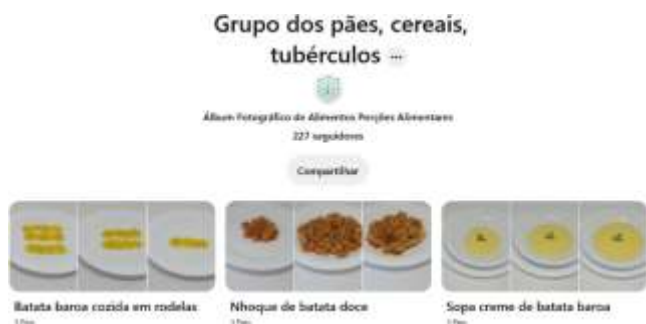 Grupo dos pães, cereais,
tubérculos ...
Álbum Fotográfico de Alimentos Porções Alimentares
227 seguidores
Compartilhar
Batata baroa cozida em rodelas
Nhoque de batata doce
Sopa creme de batata baroa